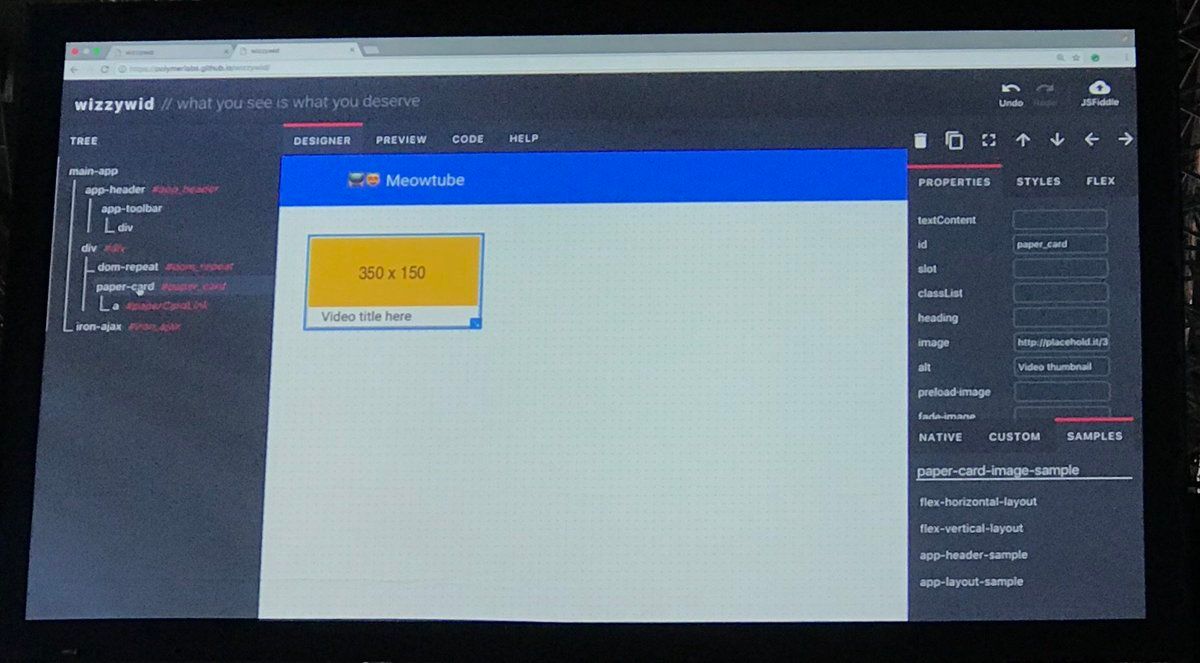 wizzywid
wizzywid
https://polymerlabs.github.io/wizzywid/
wizzywid // what you see is what you deserve
Undo
Redo
JSFiddle
TREE
DESIGNER
PREVIEW
CODE
HELP
main-app
app-header #app_header
app-toolbar
div
div #div
dom-repeat #dom_repeat
paper-card #paper_card
a #paperCardLink
iron-ajax #iron_ajax
Meowtube
350 x 150
Video title here
PROPERTIES
STYLES
FLEX
textContent
id paper_card
slot
classList
heading
image http://placehold.it/3
alt Video thumbnail
preload-image
fade-image
NATIVE
CUSTOM
SAMPLES
paper-card-image-sample
flex-horizontal-layout
flex-vertical-layout
app-header-sample
app-layout-sample